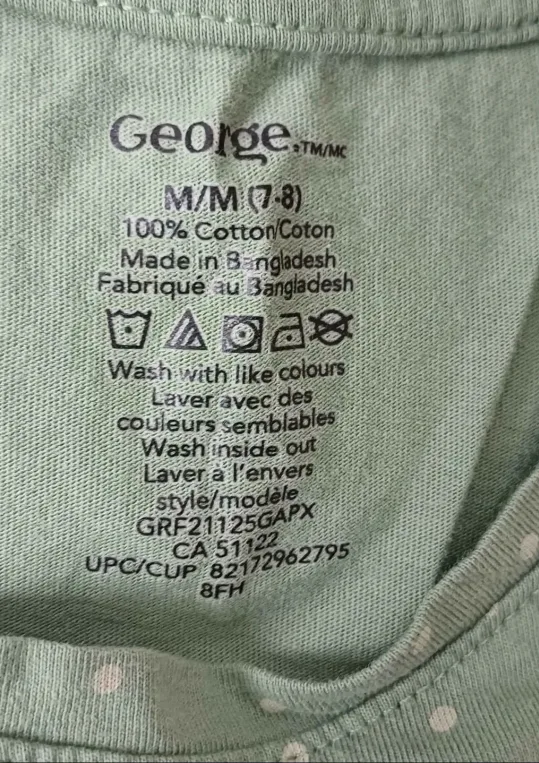 George.TM/MC
M/M (7-8)
100% Cotton/Coton
Made in Bangladesh
Fabriqué au Bangladesh
Wash with like colours
Laver avec des
couleurs semblables
Wash inside out
Laver à l'envers
style/modèle
GRF21125GAPX
CA 51122
UPC/CUP 82172962795
8FH